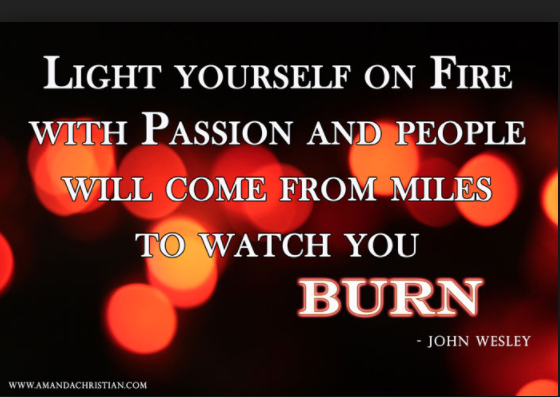 Light yourself on Fire
with Passion and people
will come from miles
to watch you
BURN
- John Wesley
www.amandachristian.com